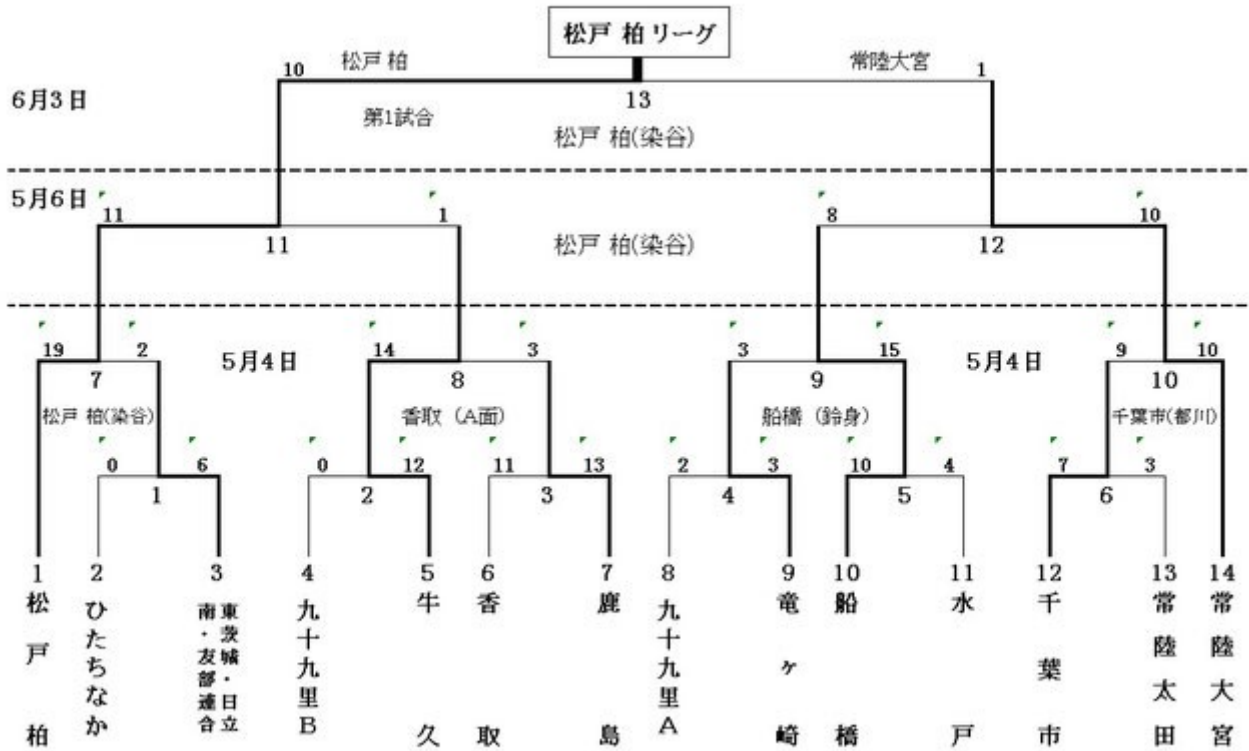 松戸 柏 リーグ
10 松戸 柏 常陸大宮 1
6月3日
第1試合
13
松戸 柏(染谷)
5月6日
11 1 8 10
11 松戸 柏(染谷) 12
19 2 5月4日 14 3 3 15 5月4日 9 10
7 8 9 10
松戸 柏(染谷) 香取 (A面) 船橋 (鈴身) 千葉市(都川)
0 6 0 12 11 13 2 3 10 4 7 3
1 2 3 4 5 6
1 2 3 4 5 6 7 8 9 10 11 12 13 14
松戸 柏
ひたちなか
東茨城・日立
南・友部連合
九十九里B
牛久
香取
鹿島
九十九里A
竜ヶ崎
船橋
水戸
千葉市
常陸太田
常陸大宮